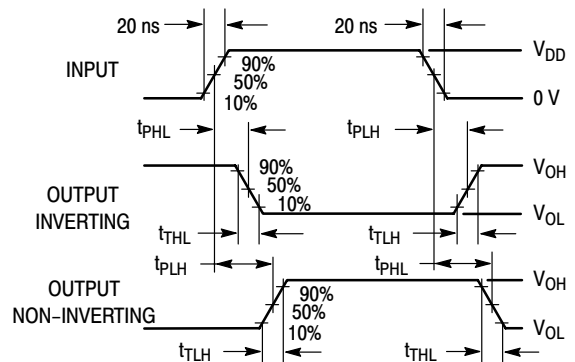 20 ns 20 ns
INPUT
90%
50%
10%
V_DD
0 V
t_PHL t_PLH
OUTPUT
INVERTING
90%
50%
10%
V_OH
V_OL
t_THL t_TLH
t_PLH t_PHL
OUTPUT
NON–INVERTING
90%
50%
10%
V_OH
V_OL
t_TLH t_THL